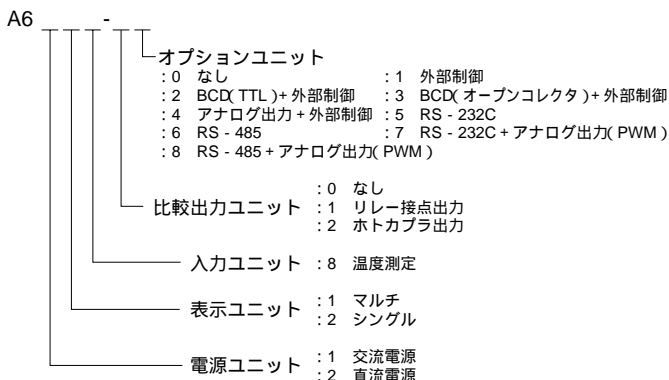 A6 _ _ _ - _ _
オプションユニット
:0 なし :1 外部制御
:2 BCD(TTL)+外部制御 :3 BCD(オープンコレクタ)+外部制御
:4 アナログ出力+外部制御 :5 RS-232C
:6 RS-485 :7 RS-232C+アナログ出力(PWM)
:8 RS-485+アナログ出力(PWM)
:0 なし
比較出力ユニット :1 リレー接点出力
:2 ホトカプラ出力
入力ユニット :8 温度測定
表示ユニット :1 マルチ
:2 シングル
電源ユニット :1 交流電源
:2 直流電源